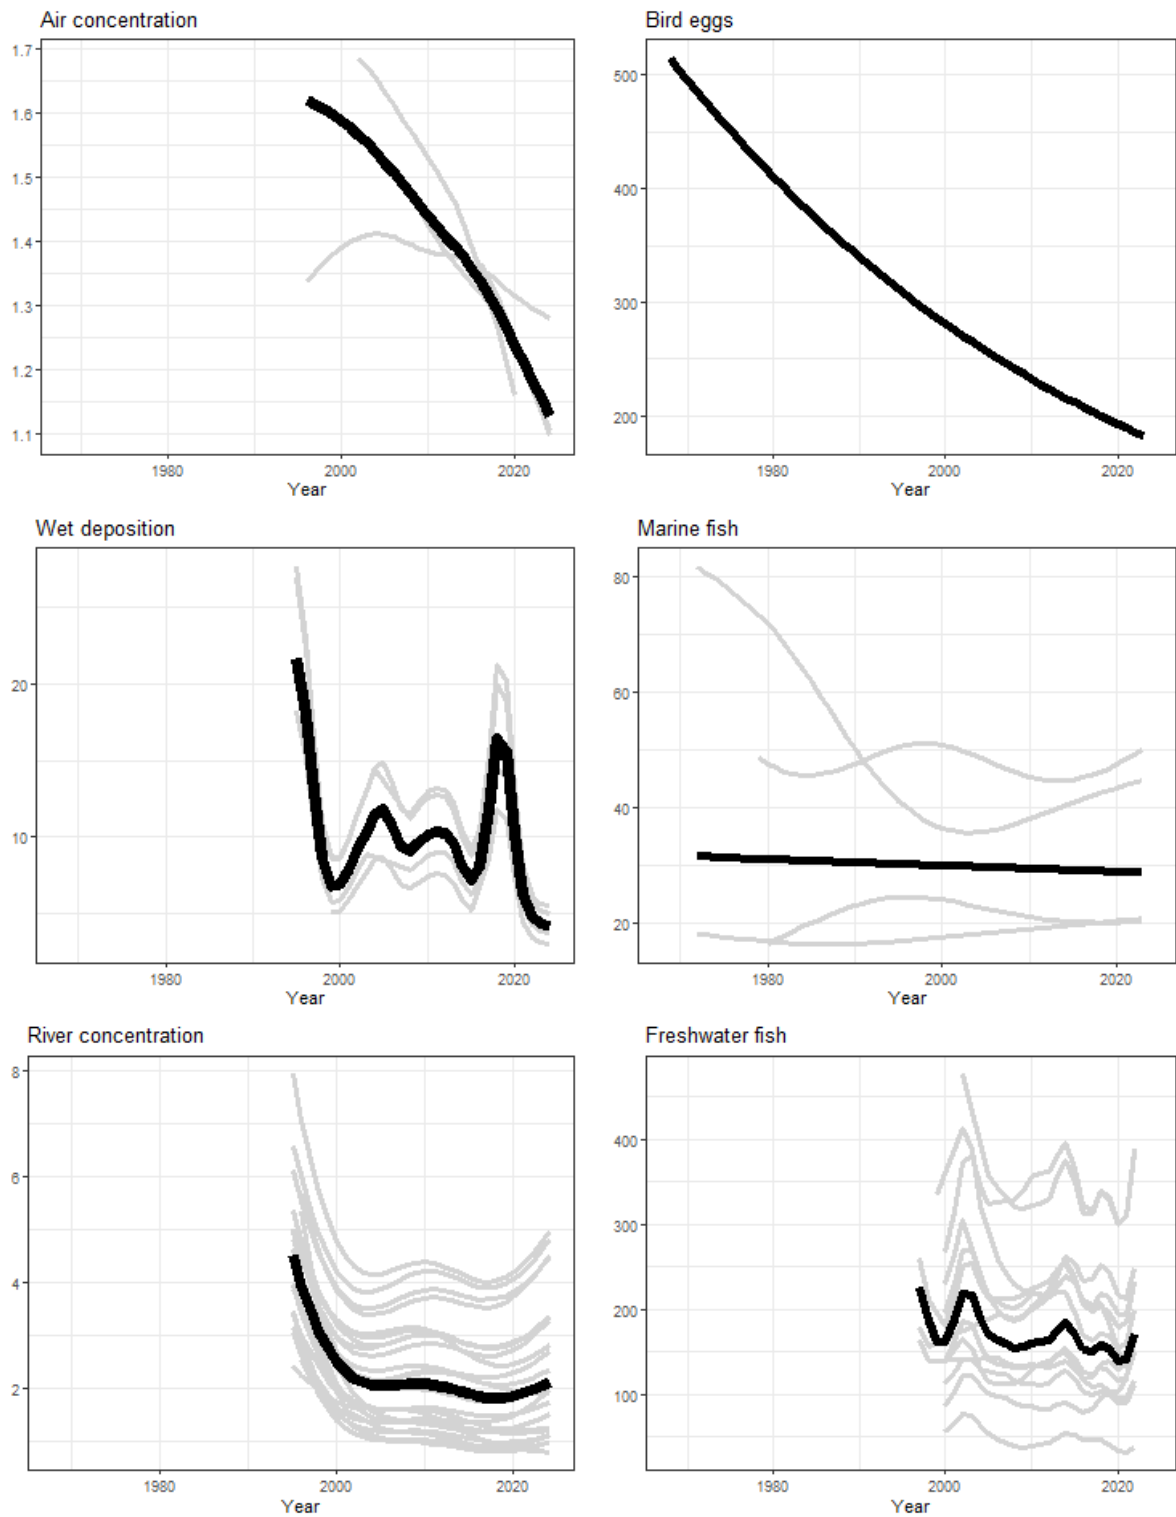 Air concentration
1.7
1.6
1.5
1.4
1.3
1.2
1.1
1980 2000 2020
Year
Bird eggs
500
400
300
200
1980 2000 2020
Year
Wet deposition
20
10
1980 2000 2020
Year
Marine fish
80
60
40
20
1980 2000 2020
Year
River concentration
8
6
4
2
1980 2000 2020
Year
Freshwater fish
400
300
200
100
1980 2000 2020
Year